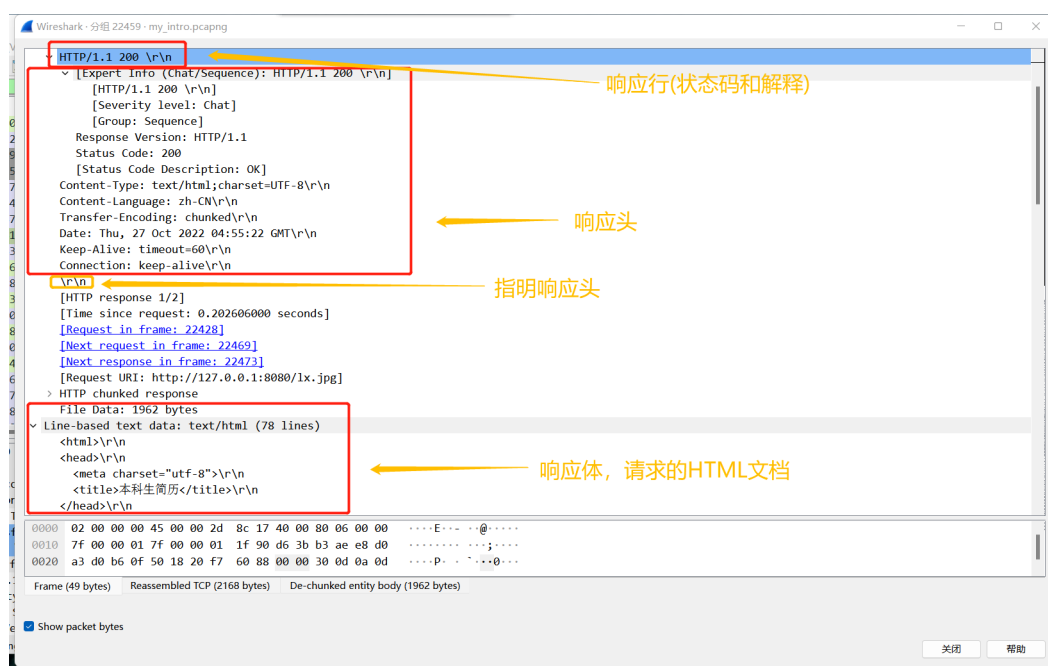 Wireshark · 分组 22459 · my_intro.pcapng
HTTP/1.1 200 \r\n
[Expert Info (Chat/Sequence): HTTP/1.1 200 \r\n]
[HTTP/1.1 200 \r\n]
响应行(状态码和解释)
[Severity level: Chat]
[Group: Sequence]
Response Version: HTTP/1.1
Status Code: 200
[Status Code Description: OK]
Content-Type: text/html;charset=UTF-8\r\n
Content-Language: zh-CN\r\n
Transfer-Encoding: chunked\r\n
响应头
Date: Thu, 27 Oct 2022 04:55:22 GMT\r\n
Keep-Alive: timeout=60\r\n
Connection: keep-alive\r\n
\r\n
指明响应头
[HTTP response 1/2]
[Time since request: 0.202606000 seconds]
[Request in frame: 22428]
[Next request in frame: 22469]
[Next response in frame: 22473]
[Request URI: http://127.0.0.1:8080/lx.jpg]
HTTP chunked response
File Data: 1962 bytes
Line-based text data: text/html (78 lines)
<html>\r\n
<head>\r\n
<meta charset="utf-8">\r\n
响应体，请求的HTML文档
<title>本科生简历</title>\r\n
</head>\r\n
0000 02 00 00 00 45 00 00 2d 8c 17 40 00 80 06 00 00 ····E··- ··@·····
0010 7f 00 00 01 7f 00 00 01 1f 90 d6 3b b3 ae e8 d0 ········ ···;····
0020 a3 d0 b6 0f 50 18 20 f7 60 88 00 00 30 0d 0a 0d ····P· · `···0···
Frame (49 bytes) Reassembled TCP (2168 bytes) De-chunked entity body (1962 bytes)
Show packet bytes
关闭 帮助